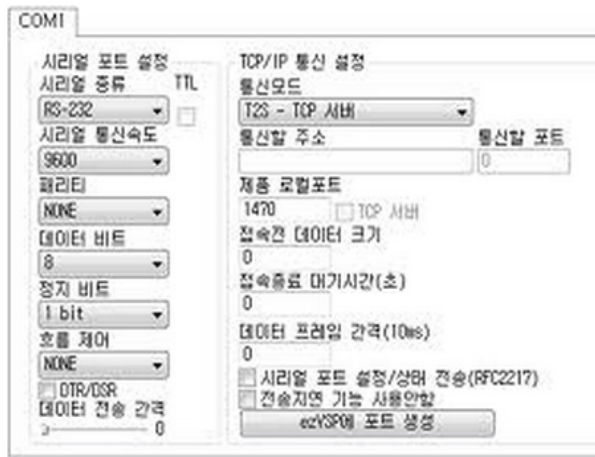 COM1
시리얼 포트 설정
시리얼 종류 TTL
RS-232
시리얼 통신속도
9600
패리티
NONE
데이터 비트
8
정지 비트
1 bit
흐름 제어
NONE
DTR/DSR
데이터 전송 간격
0
TCP/IP 통신 설정
통신모드
T2S - TCP 서버
통신할 주소 통신할 포트
0
제품 로컬포트
1470 TCP 서버
접속전 데이터 크기
0
접속종료 대기시간(초)
0
데이터 프레임 간격(10ms)
0
시리얼 포트 설정/상태 전송(RFC2217)
전송지연 기능 사용안함
ezVSP에 포트 생성